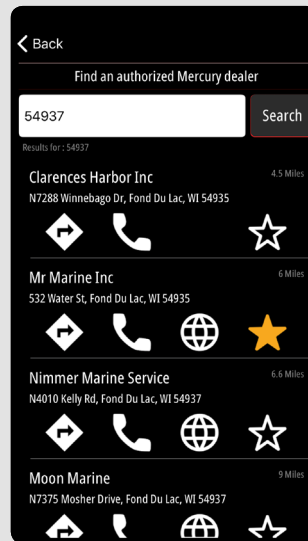 Back
Find an authorized Mercury dealer
54937 Search
Results for : 54937
Clarences Harbor Inc 4.5 Miles
N7288 Winnebago Dr, Fond Du Lac, WI 54935
Mr Marine Inc 6 Miles
532 Water St, Fond Du Lac, WI 54935
Nimmer Marine Service 6.6 Miles
N4010 Kelly Rd, Fond Du Lac, WI 54937
Moon Marine 9 Miles
N7375 Mosher Drive, Fond Du Lac, WI 54937